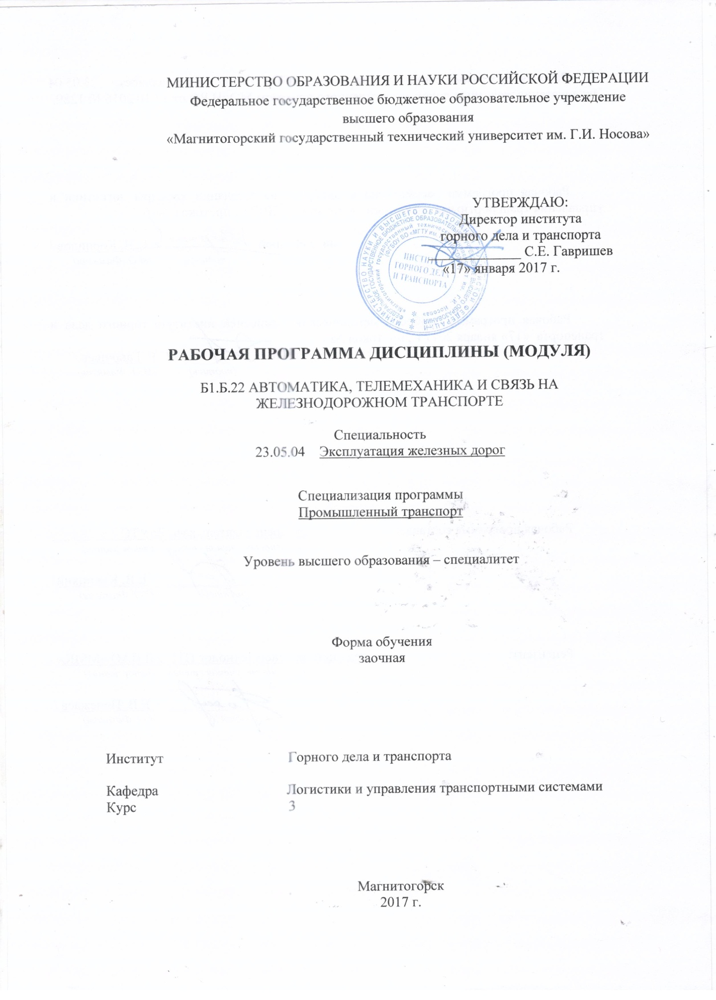 МИНИСТЕРСТВО ОБРАЗОВАНИЯ И НАУКИ РОССИЙСКОЙ ФЕДЕРАЦИИ
Федеральное государственное бюджетное образовательное учреждение
высшего образования
«Магнитогорский государственный технический университет им. Г.И. Носова»
УТВЕРЖДАЮ:
Директор института
горного дела и транспорта
С.Е. Гавришев
«17» января 2017 г.
ИНСТИТУТ
ГОРНОГО ДЕЛА
И ТРАНСПОРТА
РАБОЧАЯ ПРОГРАММА ДИСЦИПЛИНЫ (МОДУЛЯ)
Б1.Б.22 АВТОМАТИКА, ТЕЛЕМЕХАНИКА И СВЯЗЬ НА
ЖЕЛЕЗНОДОРОЖНОМ ТРАНСПОРТЕ
Специальность
23.05.04 Эксплуатация железных дорог
Специализация программы
Промышленный транспорт
Уровень высшего образования – специалитет
Форма обучения
заочная
Институт Горного дела и транспорта
Кафедра Логистики и управления транспортными системами
Курс 3
Магнитогорск
2017 г.